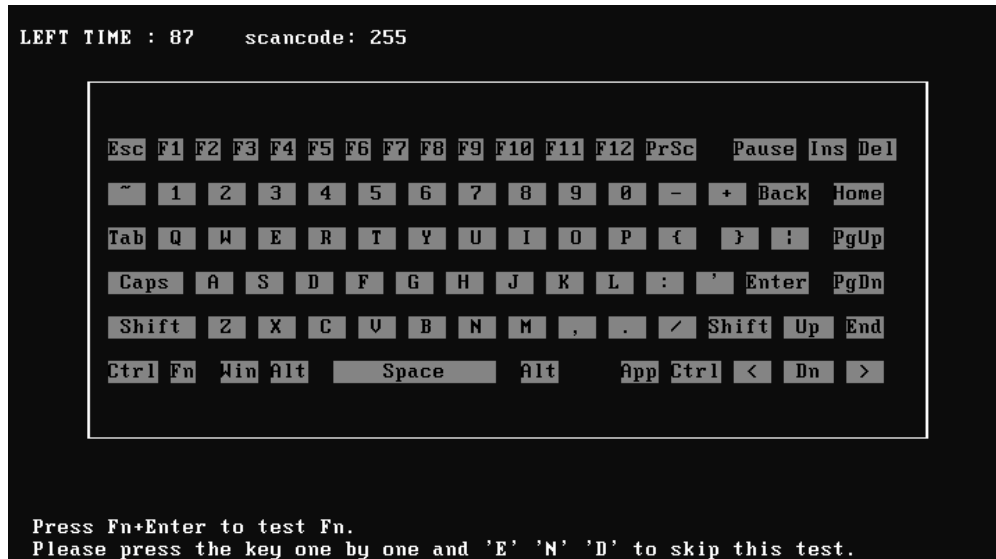 LEFT TIME : 87 scancode: 255
Esc F1 F2 F3 F4 F5 F6 F7 F8 F9 F10 F11 F12 PrSc Pause Ins Del
~ 1 2 3 4 5 6 7 8 9 0 - + Back Home
Tab Q W E R T Y U I O P { } ¦ PgUp
Caps A S D F G H J K L : ' Enter PgDn
Shift Z X C V B N M , . / Shift Up End
Ctrl Fn Win Alt Space Alt App Ctrl < Dn >
Press Fn+Enter to test Fn.
Please press the key one by one and 'E' 'N' 'D' to skip this test.